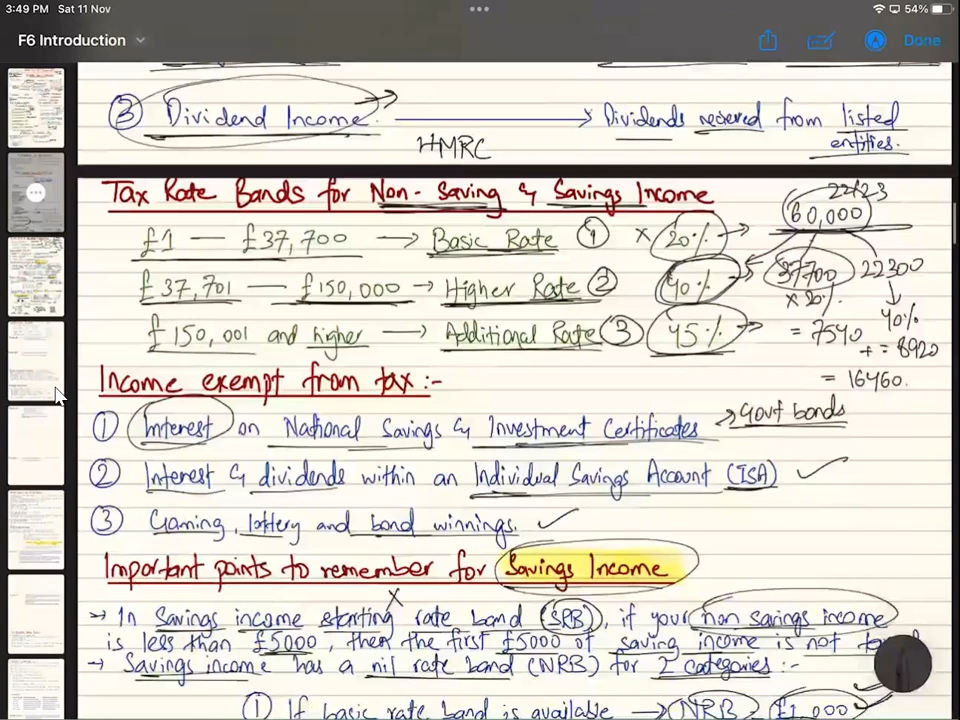 3:49 PM Sat 11 Nov
54%
F6 Introduction
Done
③ Dividend Income → Dividends received from listed entities.
HMRC
Tax Rate Bands for Non-Saving & Savings Income
22/23
60,000
£1 — £37,700 → Basic Rate ① × 20% →
37700 22300
× 20% 40%
£37,701 — £150,000 → Higher Rate ② 40%
= 7540 + = 8920
£150,001 and higher → Additional Rate ③ 45% →
= 16460.
Income exempt from tax :-
① Interest on National Savings & Investment Certificates → Govt bonds
② Interest & dividends within an Individual Savings Account (ISA) ✓
③ Gaming, lottery and bond winnings. ✓
Important points to remember for Savings Income
→ In Savings income starting rate band (SRB), if your non savings income
is less than £5000, then the first £5000 of saving income is not
→ Savings income has a nil rate band (NRB) for 2 categories :-
① If basic rate band is available → NRB £1,000